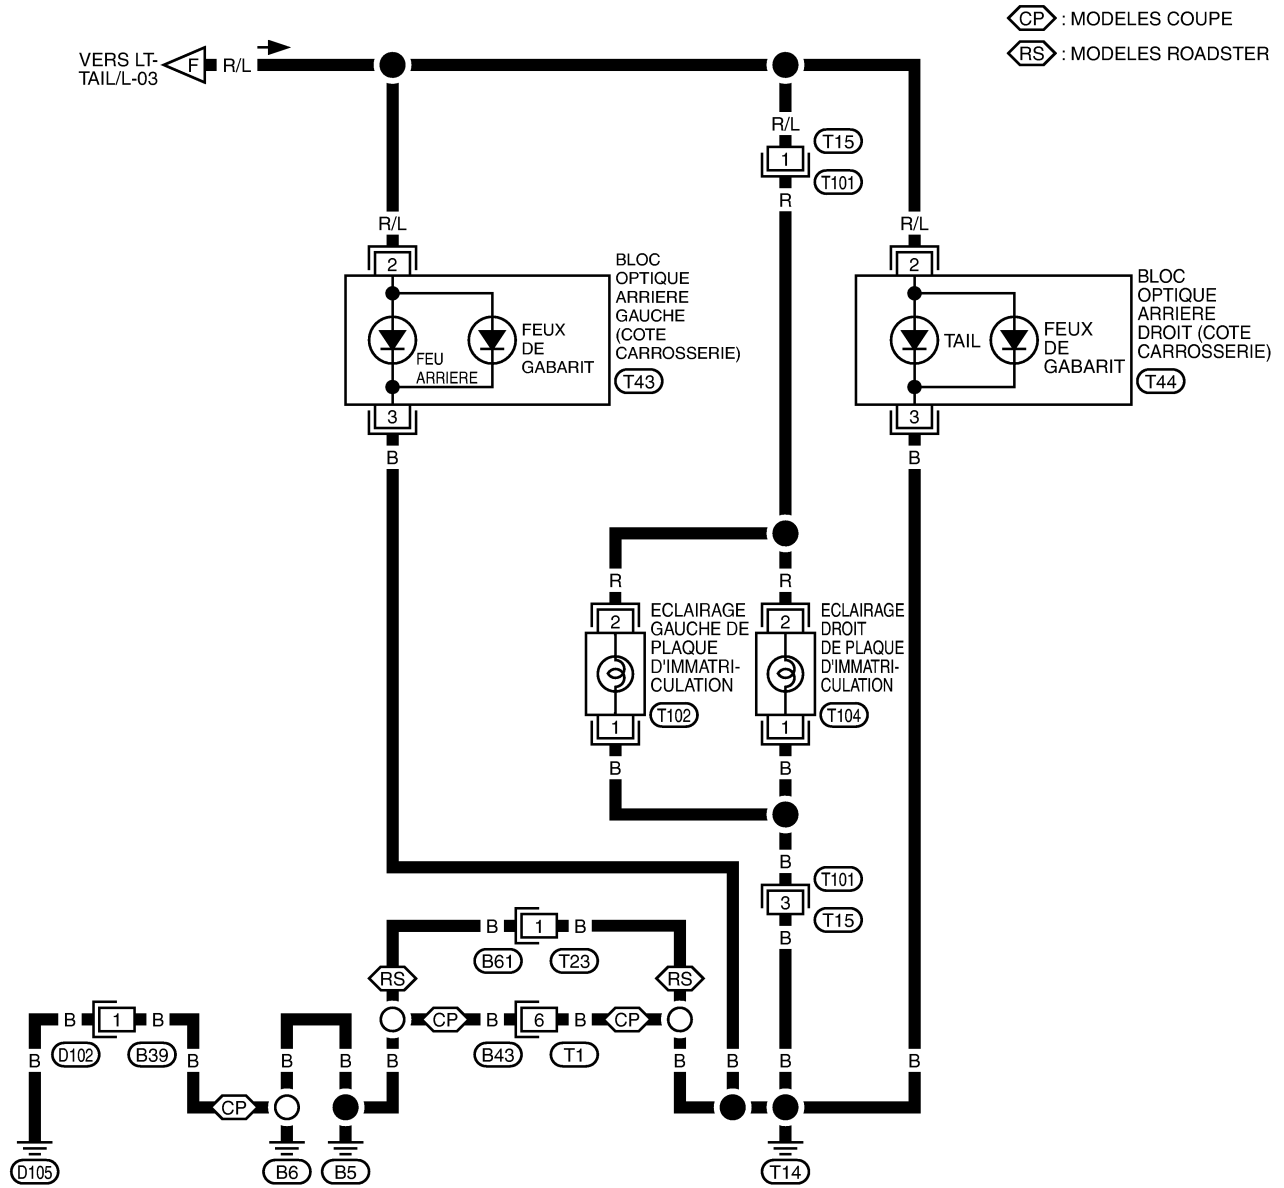 CP : MODELES COUPE
RS : MODELES ROADSTER
VERS LT-
TAIL/L-03
F
R/L
R/L
T15
1
T101
R
R/L
R/L
2
BLOC
OPTIQUE
ARRIERE
GAUCHE
(COTE
CARROSSERIE)
T43
FEU
ARRIERE
FEUX
DE
GABARIT
3
B
2
BLOC
OPTIQUE
ARRIERE
DROIT (COTE
CARROSSERIE)
T44
TAIL
FEUX
DE
GABARIT
3
B
R
R
2
ECLAIRAGE
GAUCHE DE
PLAQUE
D'IMMATRI-
CULATION
T102
1
B
2
ECLAIRAGE
DROIT
DE PLAQUE
D'IMMATRI-
CULATION
T104
1
B
B
T101
3
T15
B
B 1 B
B61 T23
RS RS
CP B 6 B CP
B43 T1
B 1 B
D102 B39
B B B B B B B B
CP
D105 B6 B5 T14